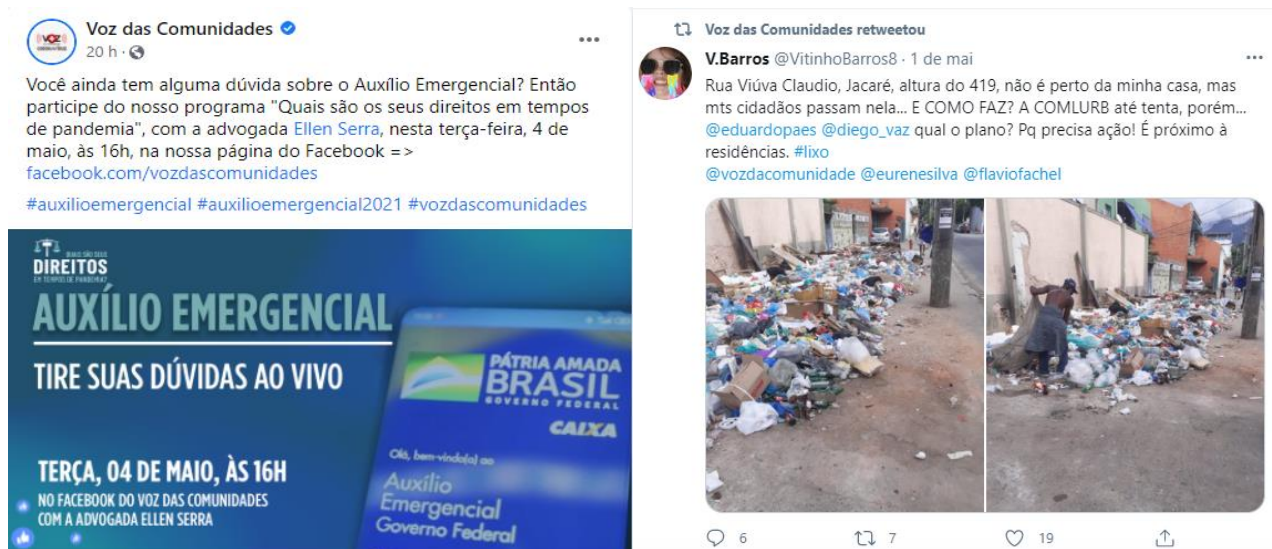 Voz das Comunidades
20 h ·
Você ainda tem alguma dúvida sobre o Auxílio Emergencial? Então
participe do nosso programa "Quais são os seus direitos em tempos
de pandemia", com a advogada Ellen Serra, nesta terça-feira, 4 de
maio, às 16h, na nossa página do Facebook =>
facebook.com/vozdascomunidades
#auxilioemergencial #auxilioemergencial2021 #vozdascomunidades
DIREITOS
EM TEMPOS DE PANDEMIA?
AUXÍLIO EMERGENCIAL
TIRE SUAS DÚVIDAS AO VIVO
TERÇA, 04 DE MAIO, ÀS 16H
NO FACEBOOK DO VOZ DAS COMUNIDADES
COM A ADVOGADA ELLEN SERRA
PÁTRIA AMADA
BRASIL
GOVERNO FEDERAL
CAIXA
Olá, bem-vindo(a) ao
Auxílio
Emergencial
Governo Federal
Voz das Comunidades retweetou
V.Barros @VitinhoBarros8 · 1 de mai
Rua Viúva Claudio, Jacaré, altura do 419, não é perto da minha casa, mas
mts cidadãos passam nela... E COMO FAZ? A COMLURB até tenta, porém...
@eduardopaes @diego_vaz qual o plano? Pq precisa ação! É próximo à
residências. #lixo
@vozdacomunidade @eurenesilva @flaviofachel
6
7
19